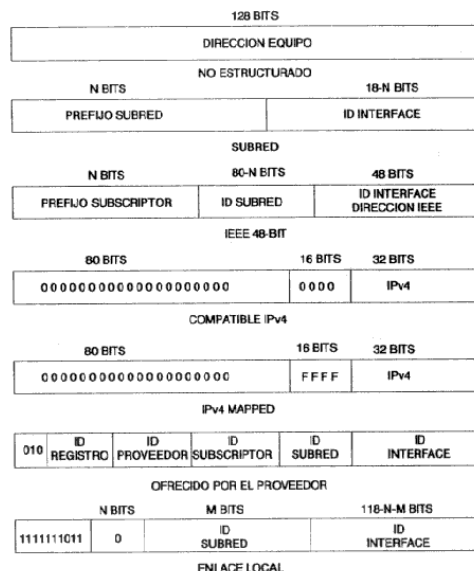 128 BITS
DIRECCION EQUIPO
NO ESTRUCTURADO
N BITS 18-N BITS
PREFIJO SUBRED ID INTERFACE
SUBRED
N BITS 80-N BITS 48 BITS
PREFIJO SUBSCRIPTOR ID SUBRED ID INTERFACE
DIRECCION IEEE
IEEE 48-BIT
80 BITS 16 BITS 32 BITS
00000000000000000000 0000 IPv4
COMPATIBLE IPv4
80 BITS 16 BITS 32 BITS
00000000000000000000 FFFF IPv4
IPv4 MAPPED
010 ID ID ID ID ID
REGISTRO PROVEEDOR SUBSCRIPTOR SUBRED INTERFACE
OFRECIDO POR EL PROVEEDOR
N BITS M BITS 118-N-M BITS
1111111011 0 ID ID
SUBRED INTERFACE
ENLACE LOCAL